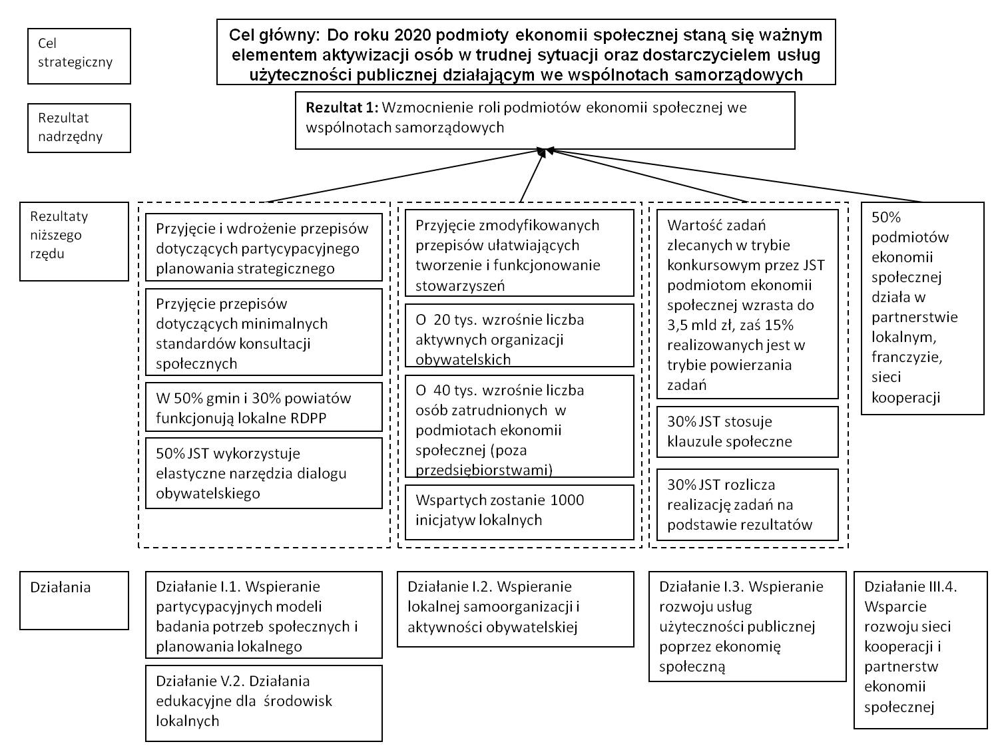 Cel
strategiczny
Cel główny: Do roku 2020 podmioty ekonomii społecznej staną się ważnym
elementem aktywizacji osób w trudnej sytuacji oraz dostarczycielem usług
użyteczności publicznej działającym we wspólnotach samorządowych
Rezultat
nadrzędny
Rezultat 1: Wzmocnienie roli podmiotów ekonomii społecznej we
wspólnotach samorządowych
Rezultaty
niższego
rzędu
Przyjęcie i wdrożenie przepisów
dotyczących partycypacyjnego
planowania strategicznego
Przyjęcie przepisów
dotyczących minimalnych
standardów konsultacji
społecznych
W 50% gmin i 30% powiatów
funkcjonują lokalne RDPP
50% JST wykorzystuje
elastyczne narzędzia dialogu
obywatelskiego
Przyjęcie zmodyfikowanych
przepisów ułatwiających
tworzenie i funkcjonowanie
stowarzyszeń
O 20 tys. wzrośnie liczba
aktywnych organizacji
obywatelskich
O 40 tys. wzrośnie liczba
osób zatrudnionych w
podmiotach ekonomii
społecznej (poza
przedsiębiorstwami)
Wspartych zostanie 1000
inicjatyw lokalnych
Wartość zadań
zlecanych w trybie
konkursowym przez JST
podmiotom ekonomii
społecznej wzrasta do
3,5 mld zł, zaś 15%
realizowanych jest w
trybie powierzania
zadań
30% JST stosuje
klauzule społeczne
30% JST rozlicza
realizację zadań na
podstawie rezultatów
50%
podmiotów
ekonomii
społecznej
działa w
partnerstwie
lokalnym,
franczyzie,
sieci
kooperacji
Działania
Działanie I.1. Wspieranie
partycypacyjnych modeli
badania potrzeb społecznych i
planowania lokalnego
Działanie V.2. Działania
edukacyjne dla środowisk
lokalnych
Działanie I.2. Wspieranie
lokalnej samoorganizacji i
aktywności obywatelskiej
Działanie I.3. Wspieranie
rozwoju usług
użyteczności publicznej
poprzez ekonomię
społeczną
Działanie III.4.
Wsparcie
rozwoju sieci
kooperacji i
partnerstw
ekonomii
społecznej